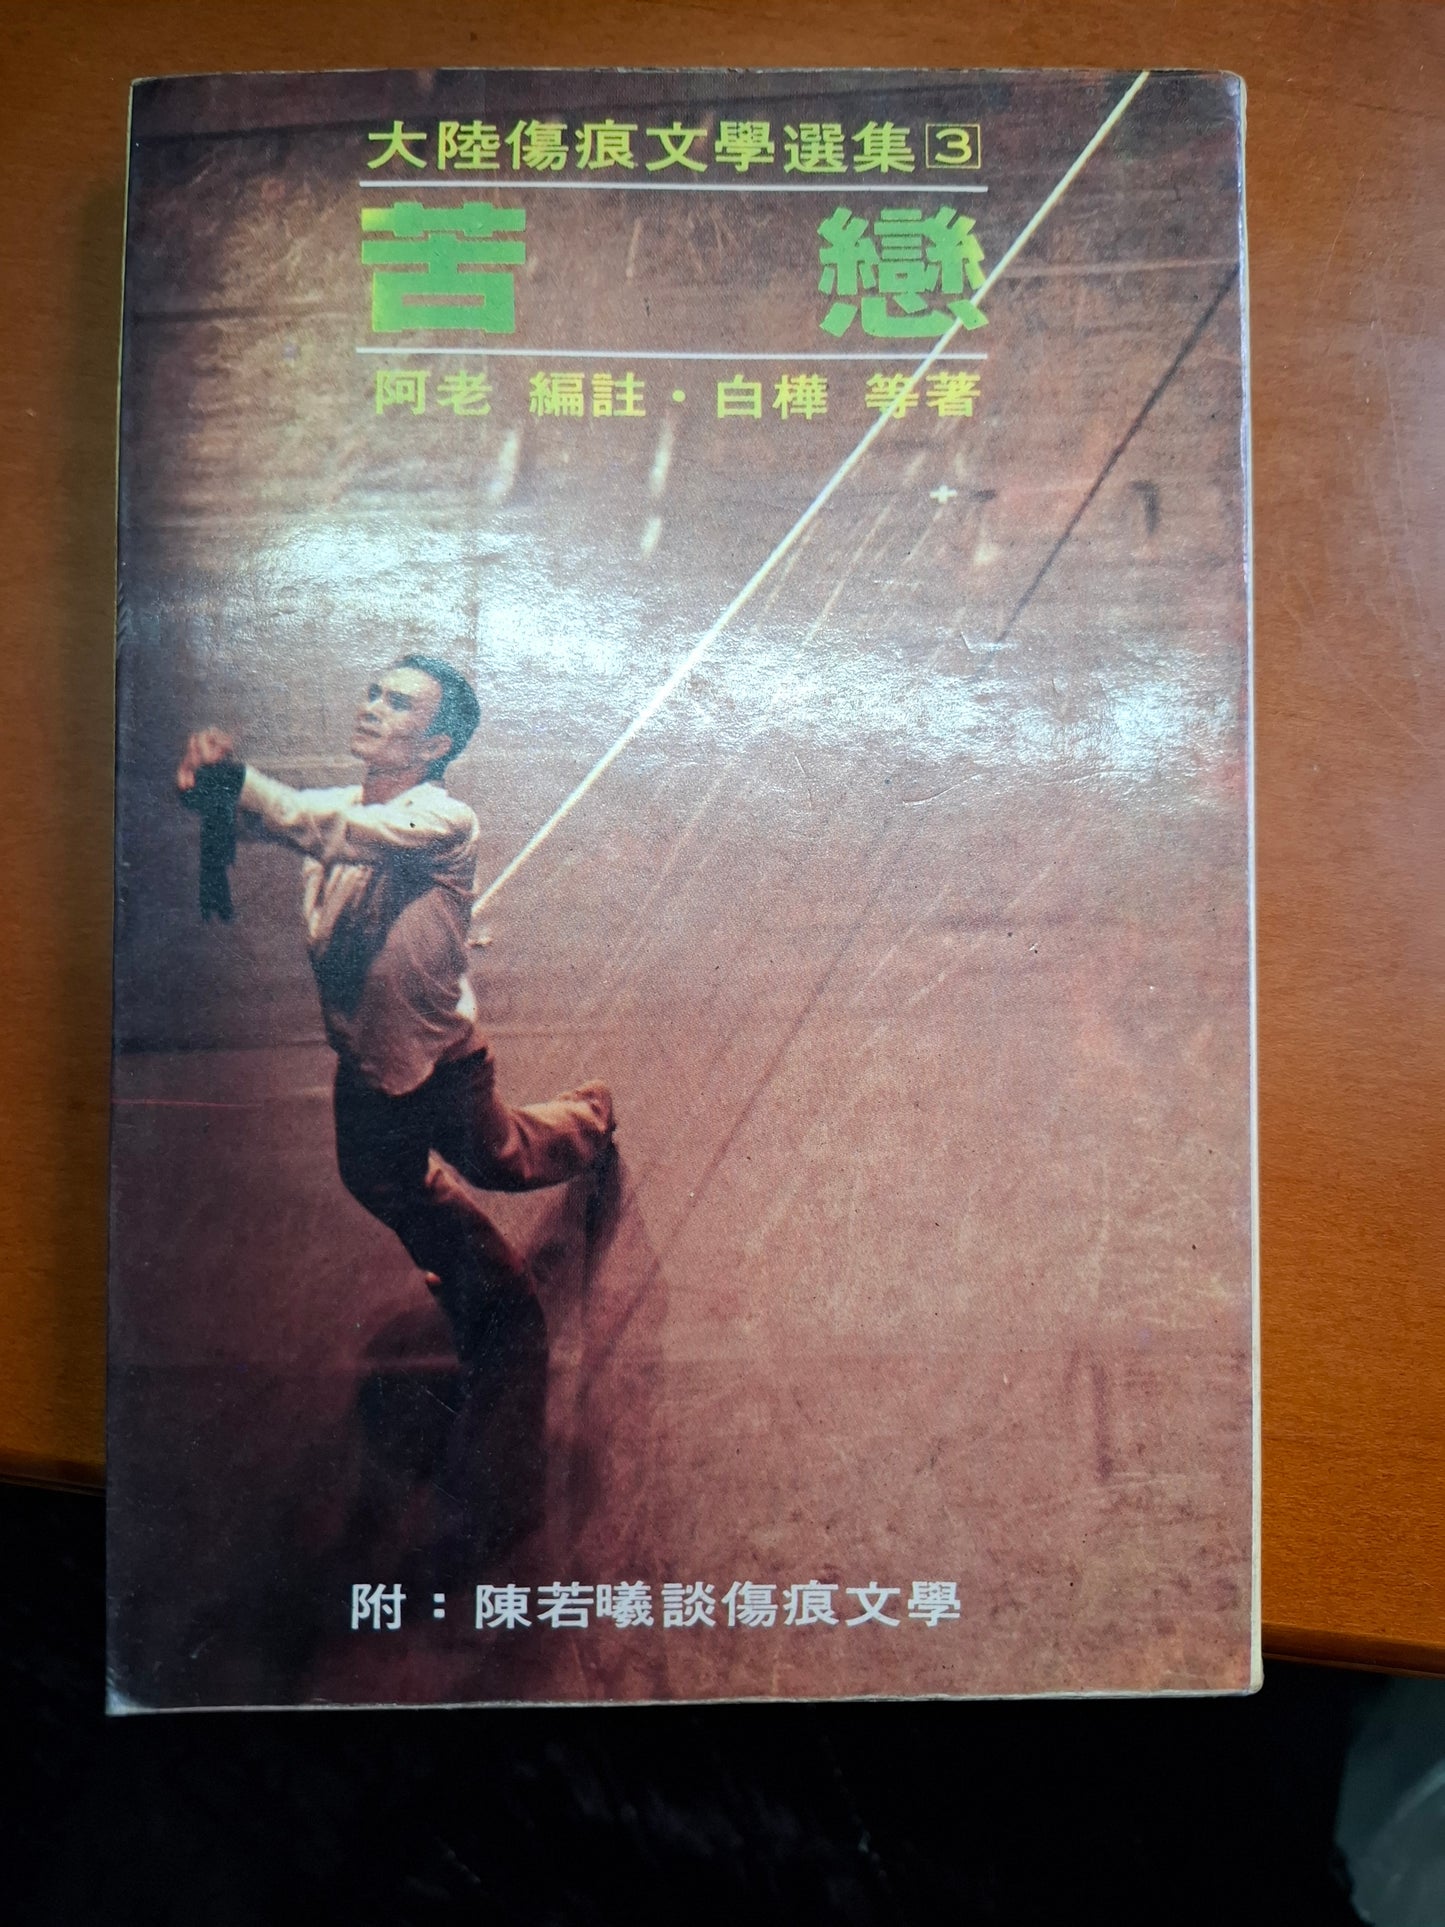 大陸傷痕文學選集3
苦戀
阿老 編註・白樺 等著
附：陳若曦談傷痕文學